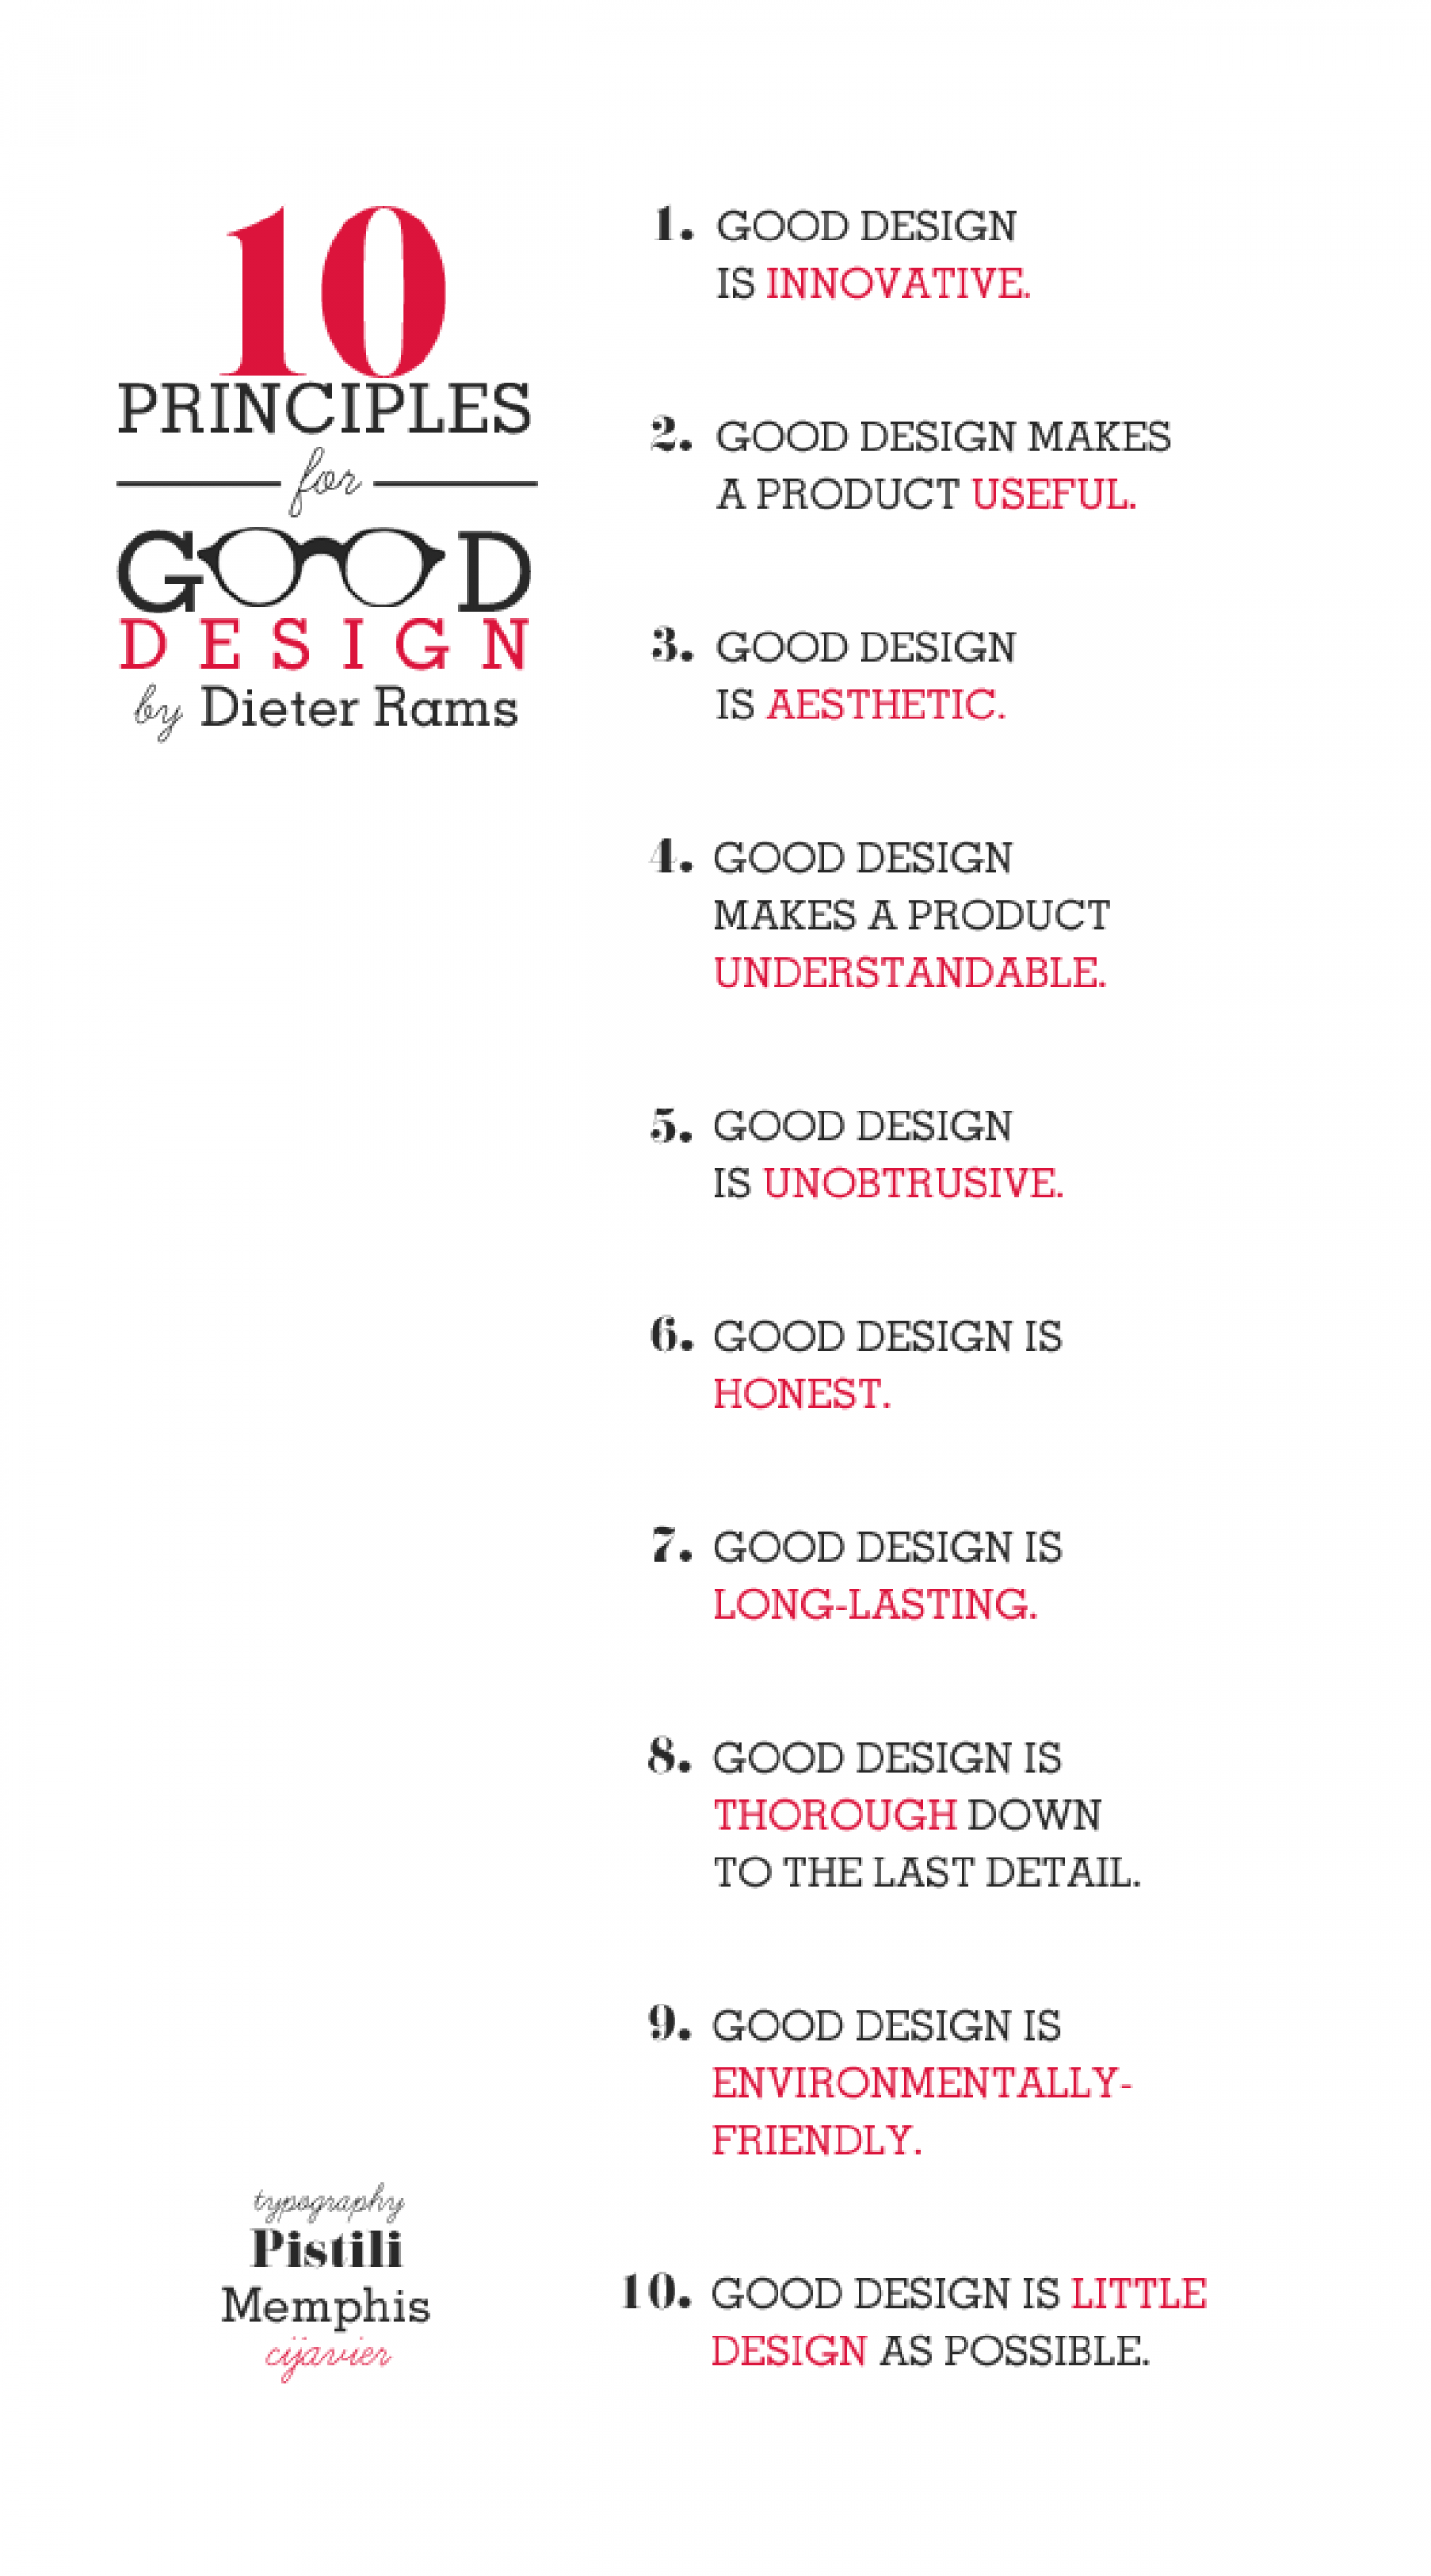 10
PRINCIPLES
for
GOOD
DESIGN
by Dieter Rams
1. GOOD DESIGN
IS INNOVATIVE.
2. GOOD DESIGN MAKES
A PRODUCT USEFUL.
3. GOOD DESIGN
IS AESTHETIC.
4. GOOD DESIGN
MAKES A PRODUCT
UNDERSTANDABLE.
5. GOOD DESIGN
IS UNOBTRUSIVE.
6. GOOD DESIGN IS
HONEST.
7. GOOD DESIGN IS
LONG-LASTING.
8. GOOD DESIGN IS
THOROUGH DOWN
TO THE LAST DETAIL.
9. GOOD DESIGN IS
ENVIRONMENTALLY-
FRIENDLY.
10. GOOD DESIGN IS LITTLE
DESIGN AS POSSIBLE.
typography
Pistili
Memphis
cijavier